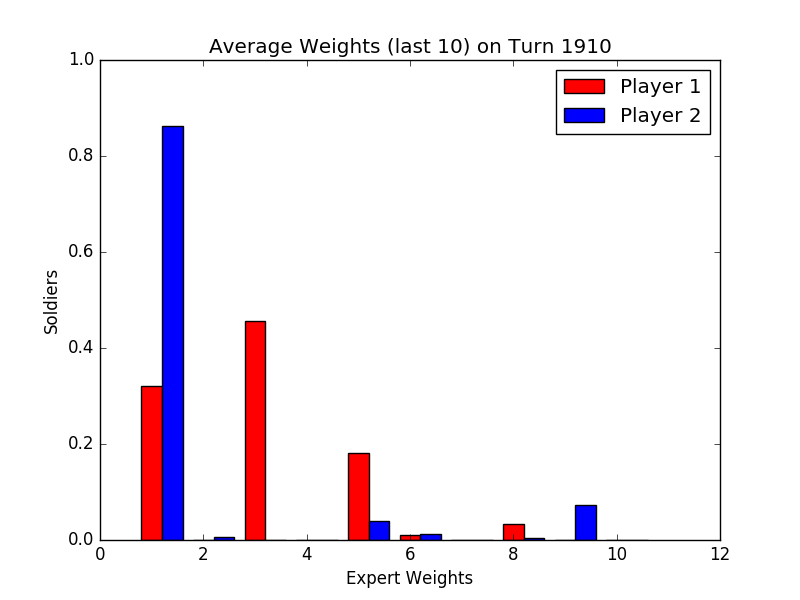 Average Weights (last 10) on Turn 1910
1.0
0.8
0.6
0.4
0.2
0.0
Soldiers
Player 1
Player 2
0 2 4 6 8 10 12
Expert Weights